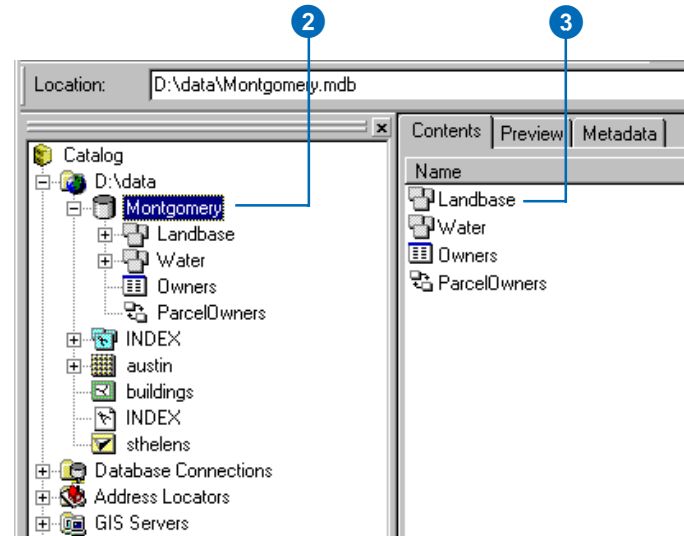 2
3
Location: D:\data\Montgomery.mdb
Contents Preview Metadata
Name
Landbase
Water
Owners
ParcelOwners
Catalog
D:\data
Montgomery
Landbase
Water
Owners
ParcelOwners
INDEX
austin
buildings
INDEX
sthelens
Database Connections
Address Locators
GIS Servers